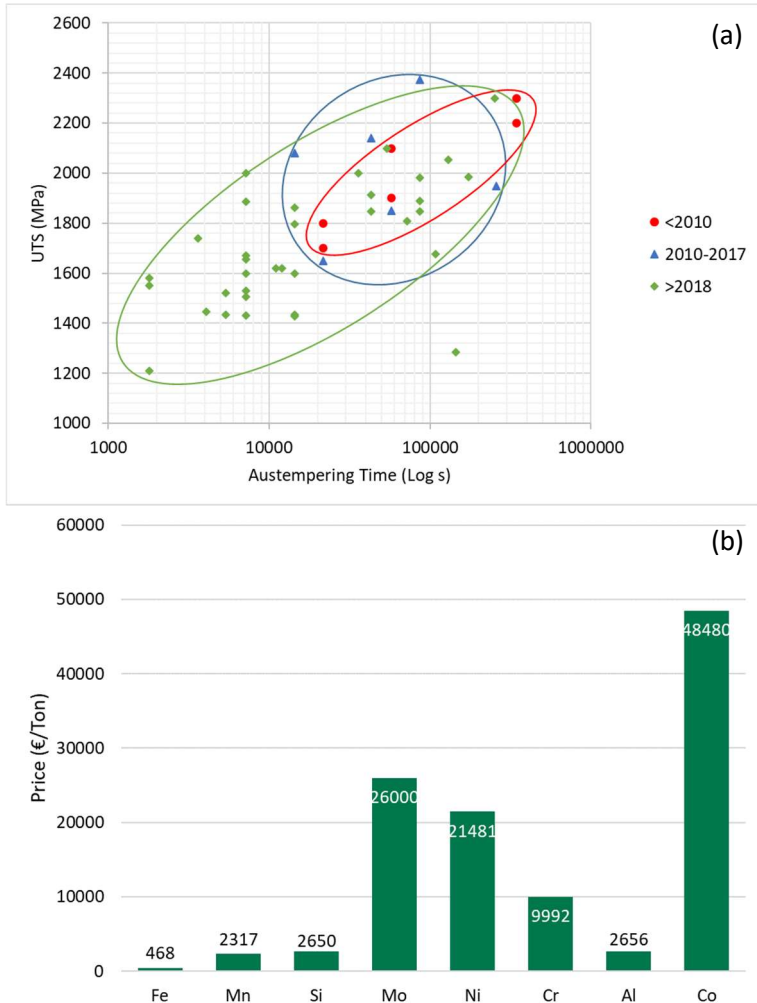 (a)
2600
2400
2200
2000
1800
1600
1400
1200
1000
UTS (MPa)
1000 10000 100000 1000000
Austempering Time (Log s)
<2010
2010-2017
>2018
(b)
60000
50000
40000
30000
20000
10000
0
Price (€/Ton)
468 2317 2650 26000 21481 9992 2656 48480
Fe Mn Si Mo Ni Cr Al Co